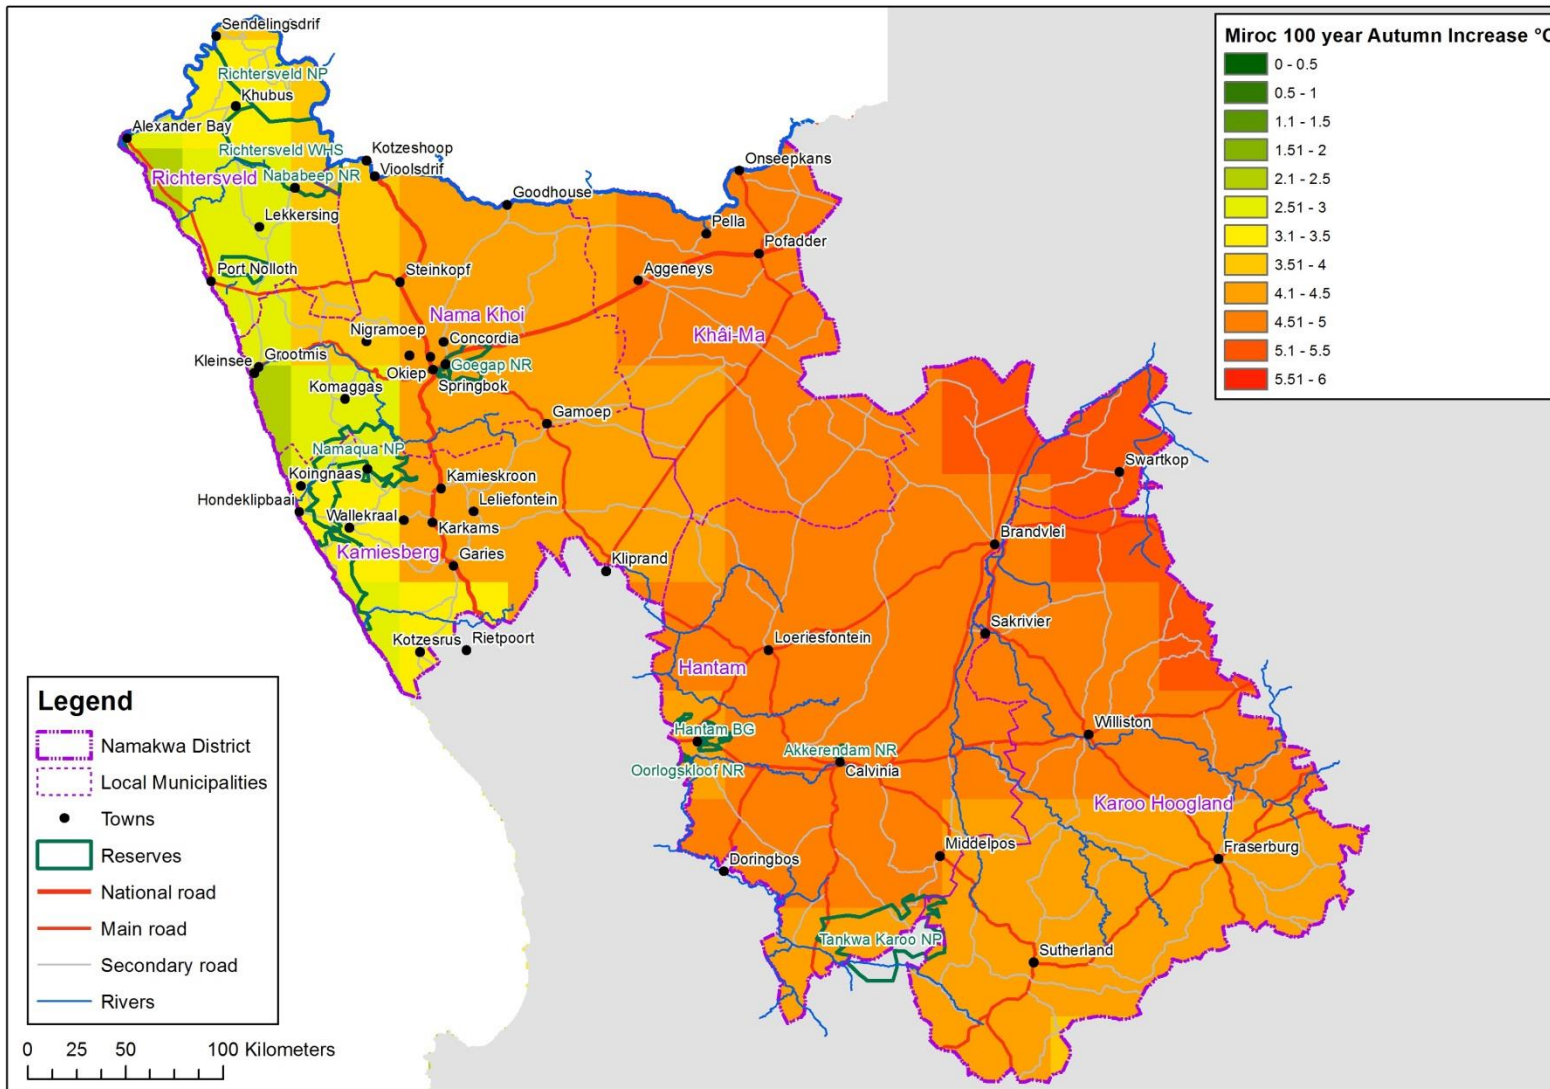 Miroc 100 year Autumn Increase °C
0 - 0.5
0.5 - 1
1.1 - 1.5
1.51 - 2
2.1 - 2.5
2.51 - 3
3.1 - 3.5
3.51 - 4
4.1 - 4.5
4.51 - 5
5.1 - 5.5
5.51 - 6
Sendelingsdrif
Richtersveld NP
Khubus
Alexander Bay
Richtersveld WHS
Kotzeshoop
Richtersveld
Nababeep NR
Vioolsdrif
Onseepkans
Goodhouse
Lekkersing
Pella
Pofadder
Port Nolloth
Steinkopf
Aggeneys
Nama Khoi
Nigramoep
Concordia
Khâi-Ma
Kleinsee
Grootmis
Okiep
Goegap NR
Springbok
Komaggas
Gamoep
Namaqua NP
Koingnaas
Kamieskroon
Swartkop
Hondeklipbaai
Leliefontein
Wallekraal
Karkams
Brandvlei
Kamiesberg
Garies
Kliprand
Kotzesrus
Rietpoort
Loeriesfontein
Sakrivier
Hantam
Hantam BG
Williston
Akkerendam NR
Oorlogskloof NR
Calvinia
Karoo Hoogland
Doringbos
Middelpos
Fraserburg
Tankwa Karoo NP
Sutherland
Legend
Namakwa District
Local Municipalities
Towns
Reserves
National road
Main road
Secondary road
Rivers
0 25 50 100 Kilometers